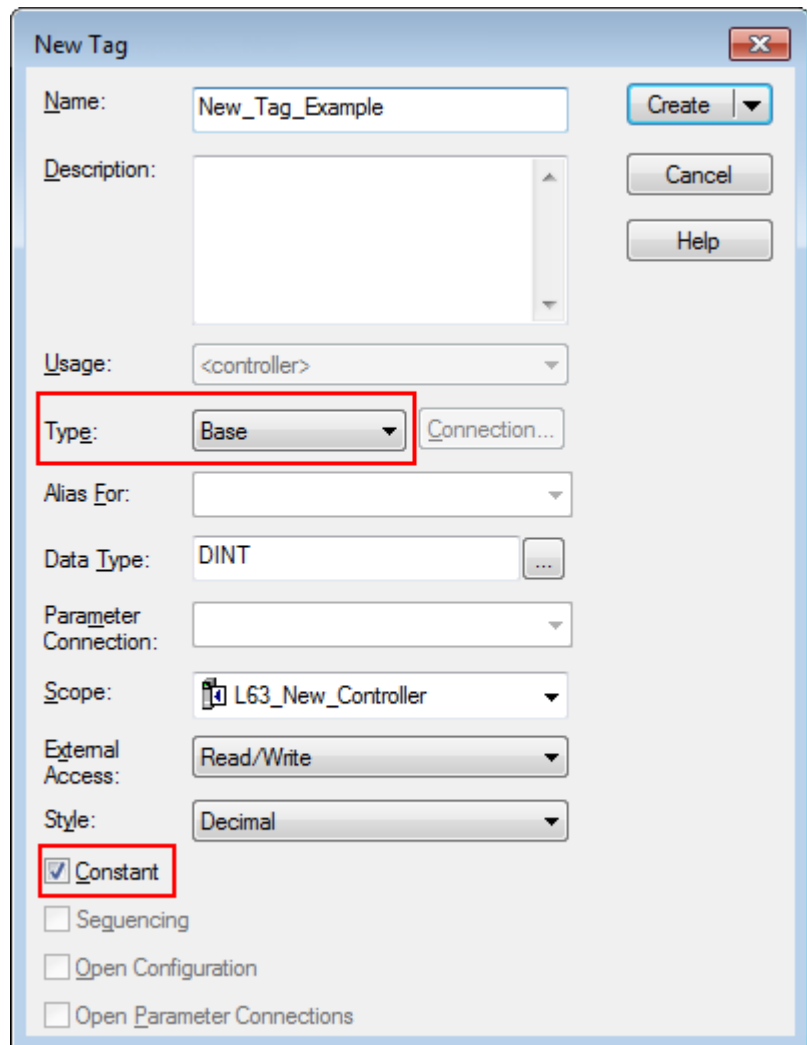 New Tag
Name:
New_Tag_Example
Create
Description:
Cancel
Help
Usage:
<controller>
Type:
Base
Connection...
Alias For:
Data Type:
DINT
...
Parameter
Connection:
Scope:
L63_New_Controller
External
Access:
Read/Write
Style:
Decimal
Constant
Sequencing
Open Configuration
Open Parameter Connections